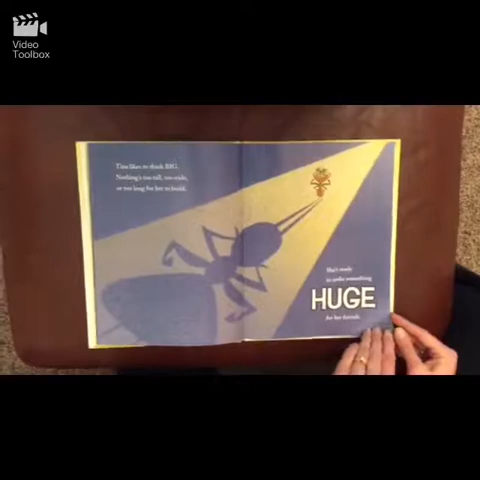 Video
Toolbox
Tina likes to think BIG.
Nothing's too tall, too wide,
or too long for her to build.
She's ready
to make something
HUGE
for her friends.